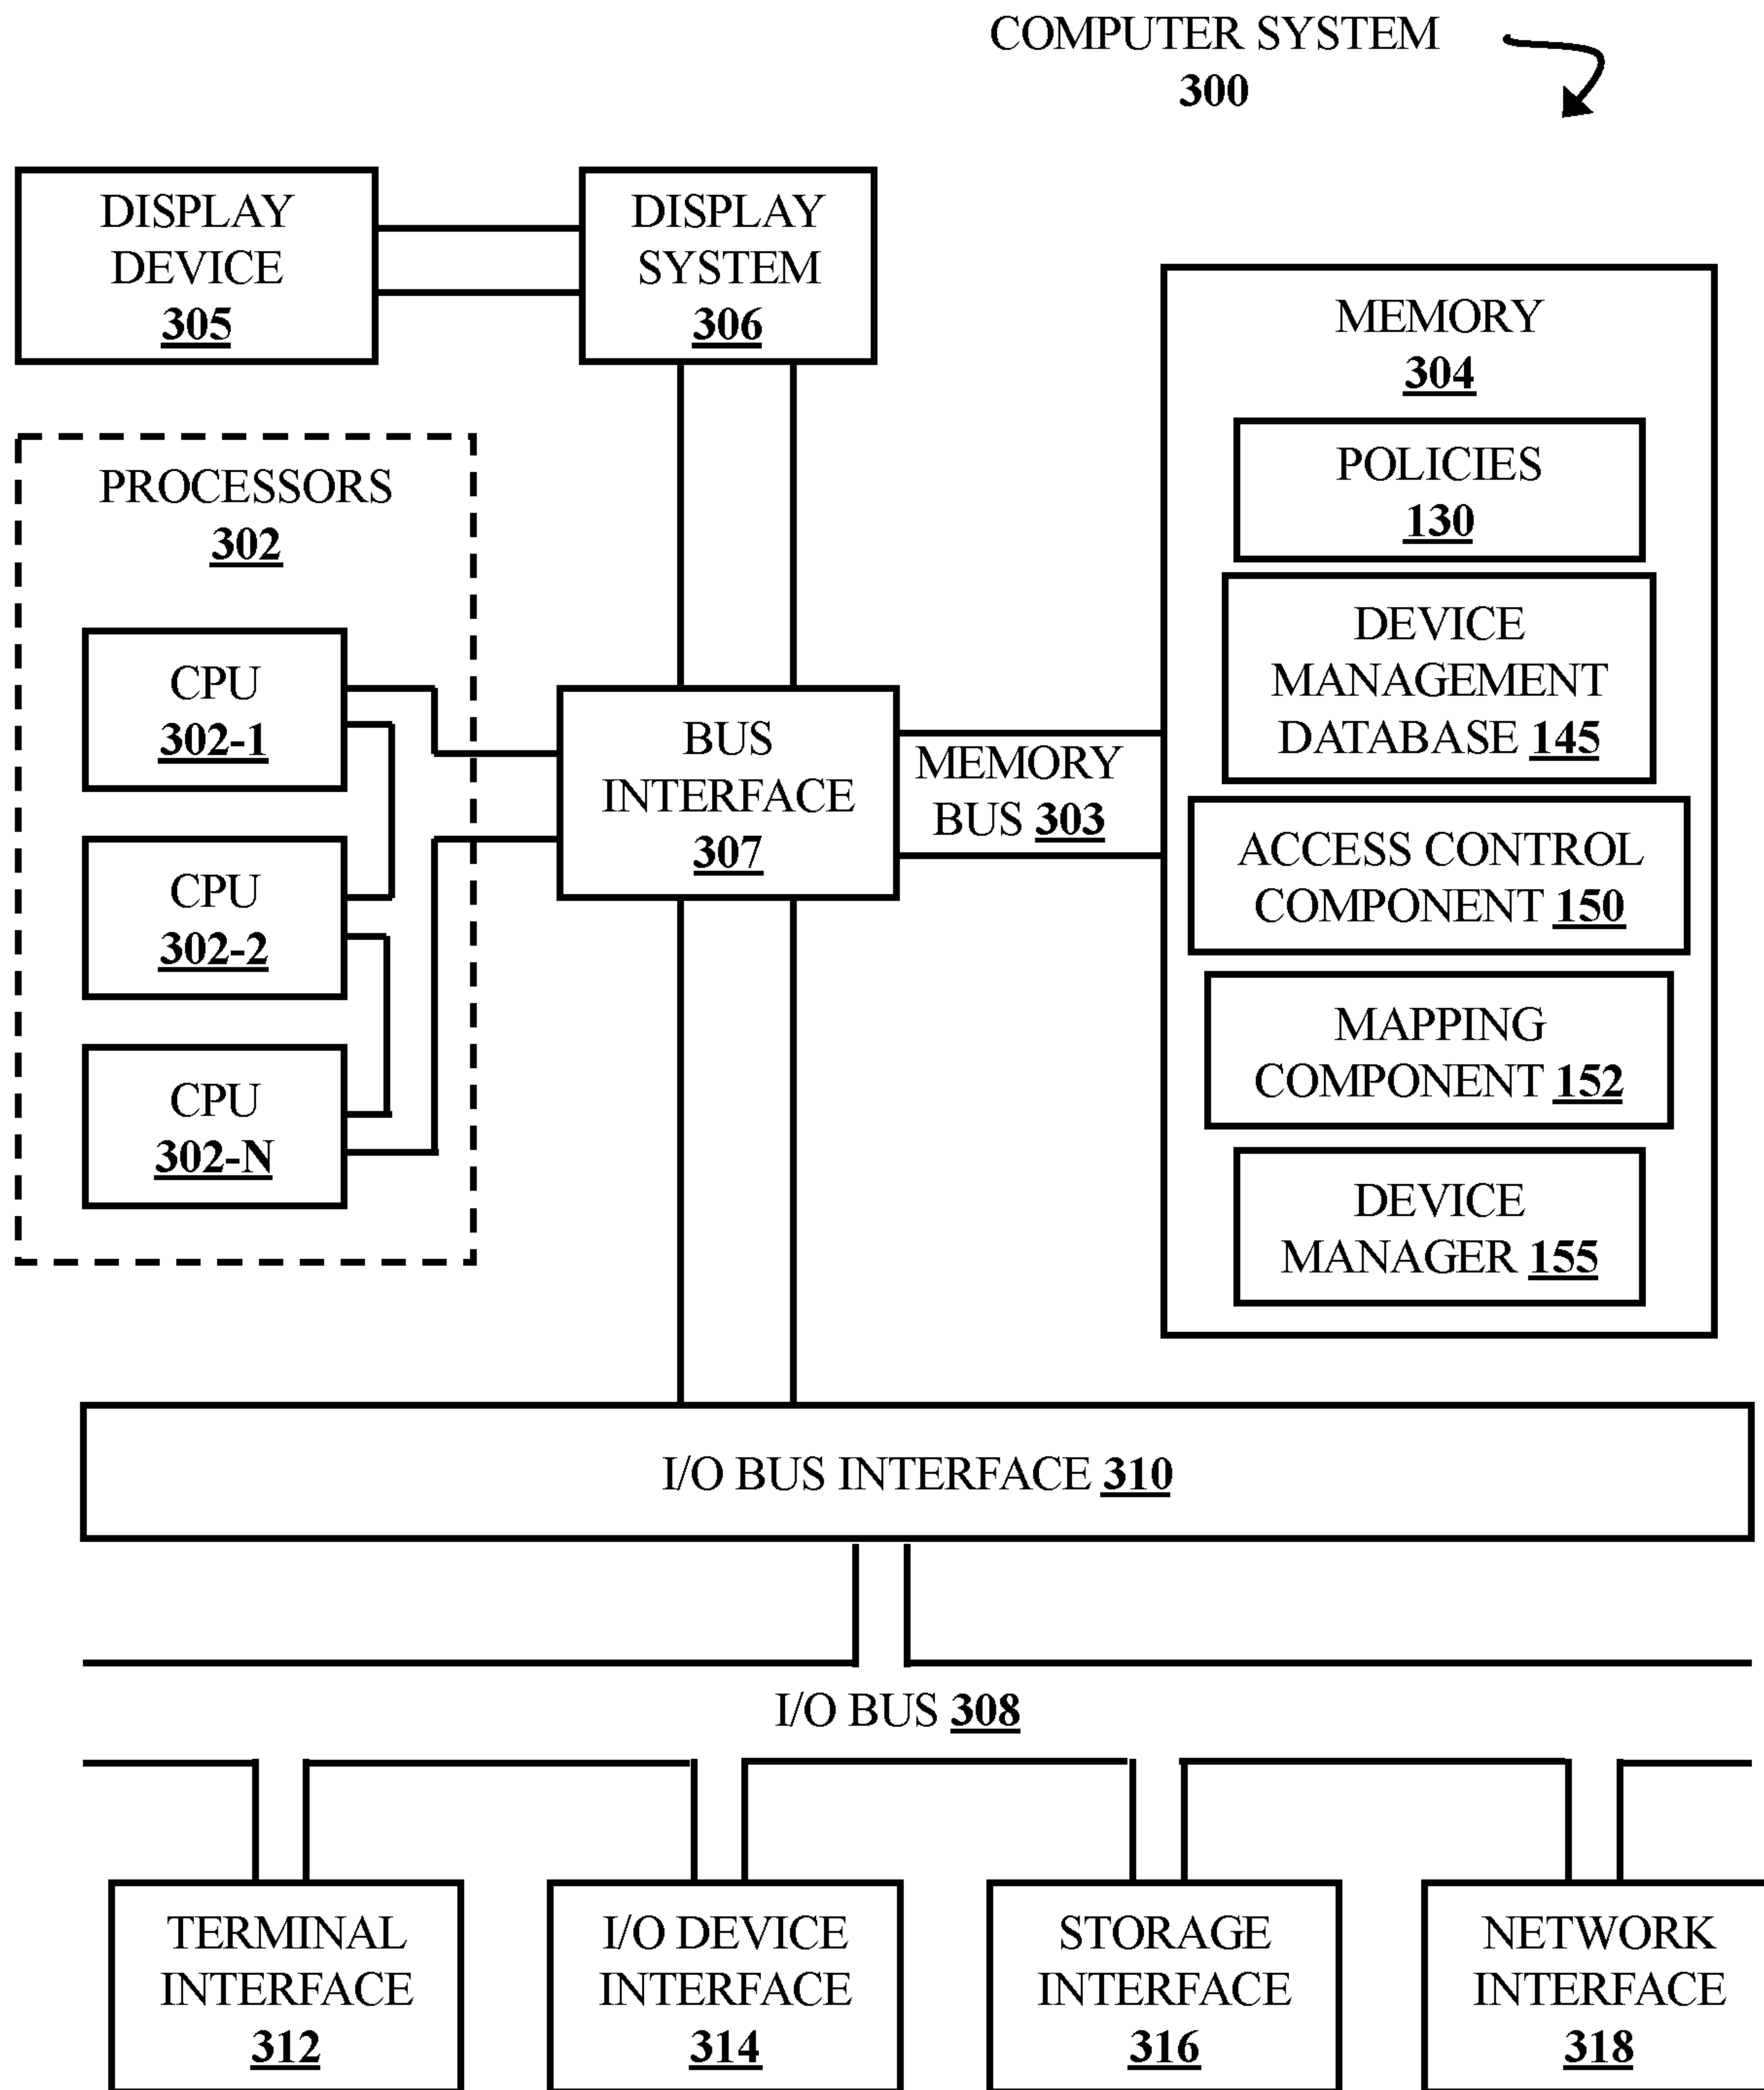 COMPUTER SYSTEM
300
DISPLAY
DEVICE
305
DISPLAY
SYSTEM
306
MEMORY
304
POLICIES
130
DEVICE
MANAGEMENT
DATABASE 145
ACCESS CONTROL
COMPONENT 150
MAPPING
COMPONENT 152
DEVICE
MANAGER 155
PROCESSORS
302
CPU
302-1
CPU
302-2
CPU
302-N
BUS
INTERFACE
307
MEMORY
BUS 303
I/O BUS INTERFACE 310
I/O BUS 308
TERMINAL
INTERFACE
312
I/O DEVICE
INTERFACE
314
STORAGE
INTERFACE
316
NETWORK
INTERFACE
318